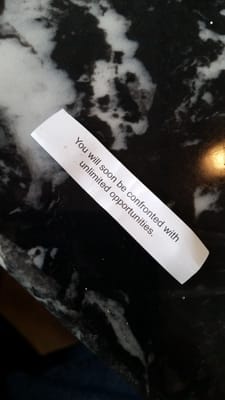 You will soon be confronted with
unlimited opportunities.